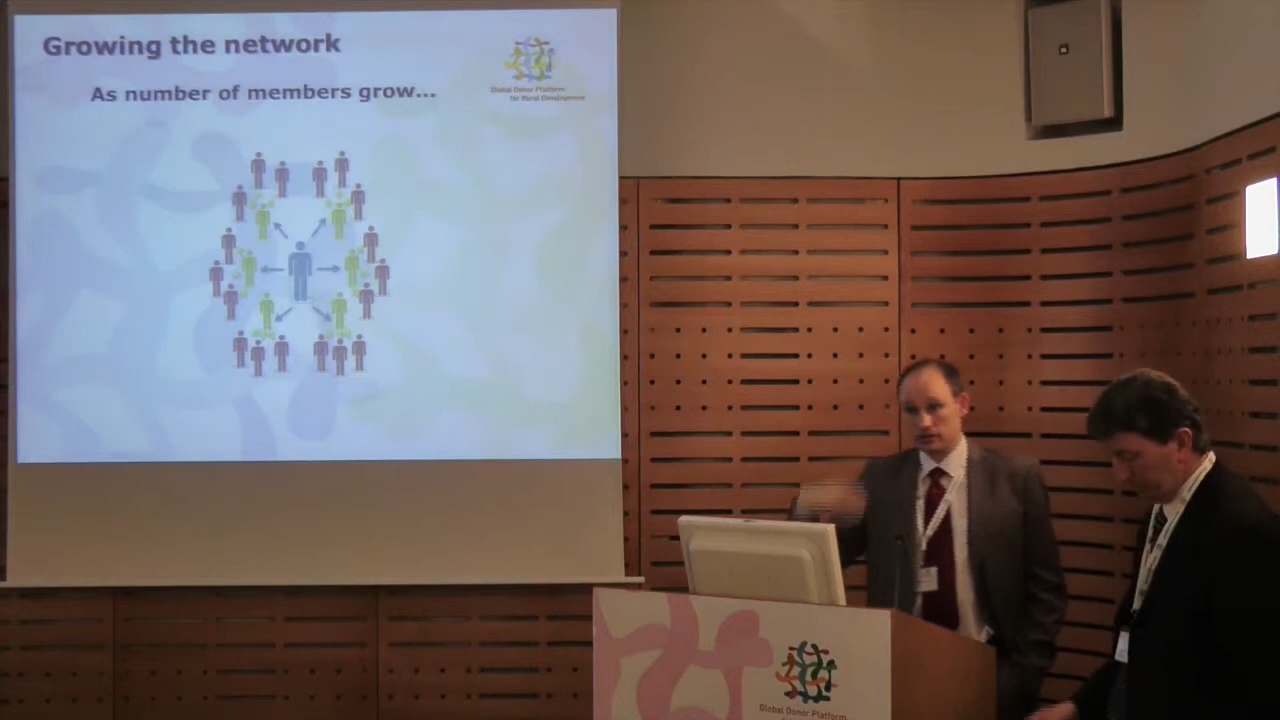 Growing the network
As number of members grow...
Global Donor Platform
for Rural Development
Global Donor Platform